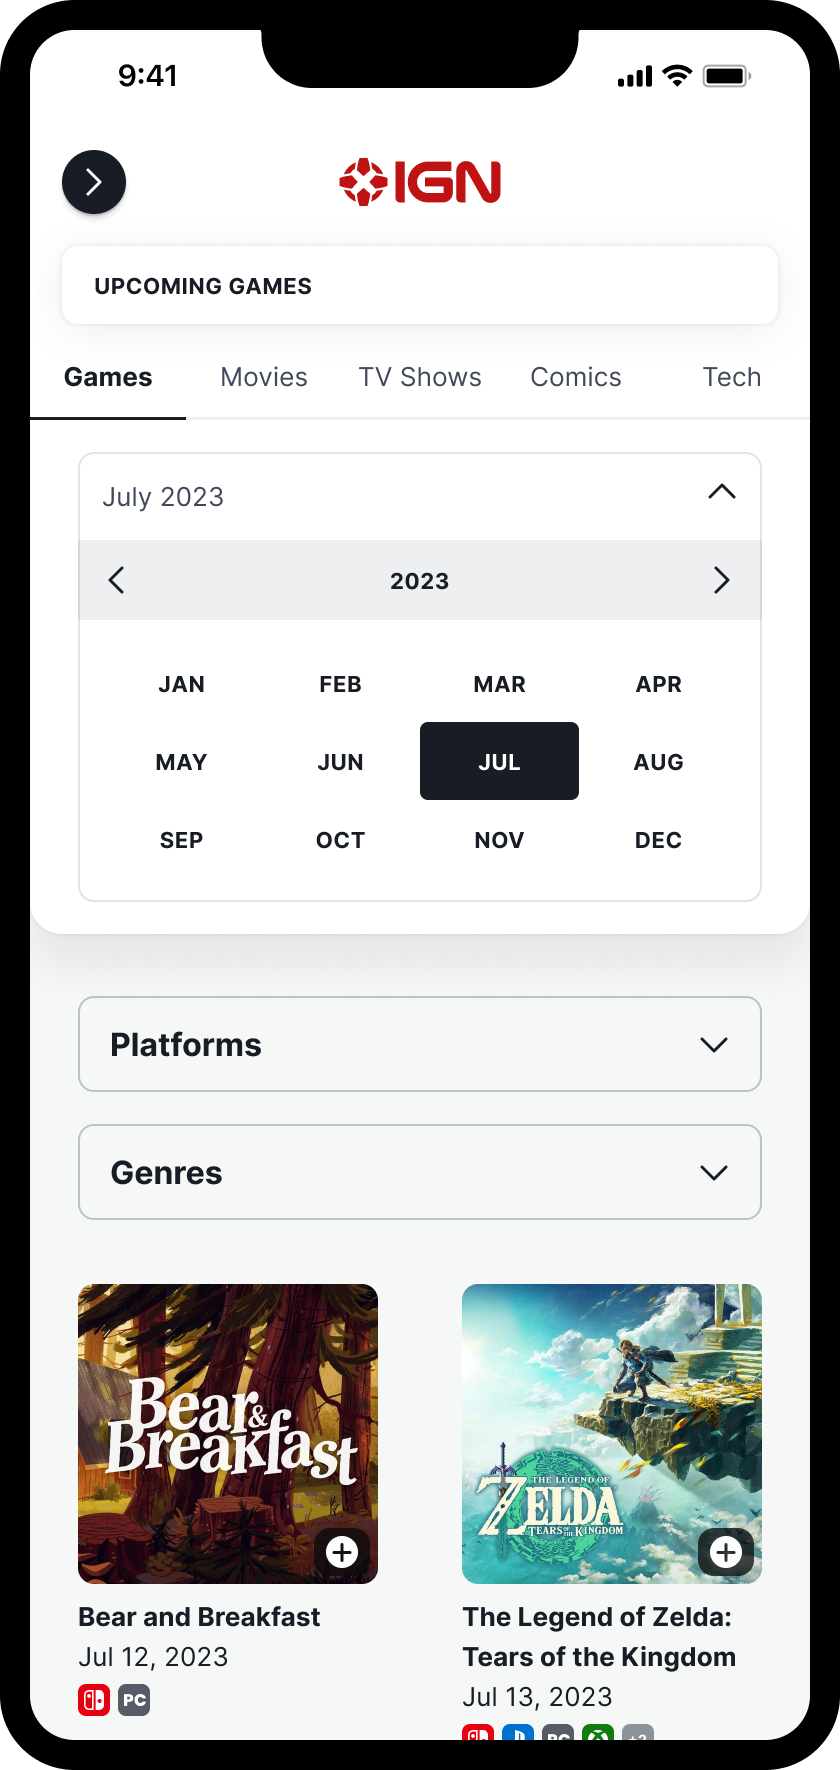 9:41
IGN
UPCOMING GAMES
Games Movies TV Shows Comics Tech
July 2023
2023
JAN FEB MAR APR
MAY JUN JUL AUG
SEP OCT NOV DEC
Platforms
Genres
Bear &
Breakfast
THE LEGEND OF
ZELDA
TEARS OF THE KINGDOM
Bear and Breakfast
Jul 12, 2023
PC
The Legend of Zelda:
Tears of the Kingdom
Jul 13, 2023
PC +2